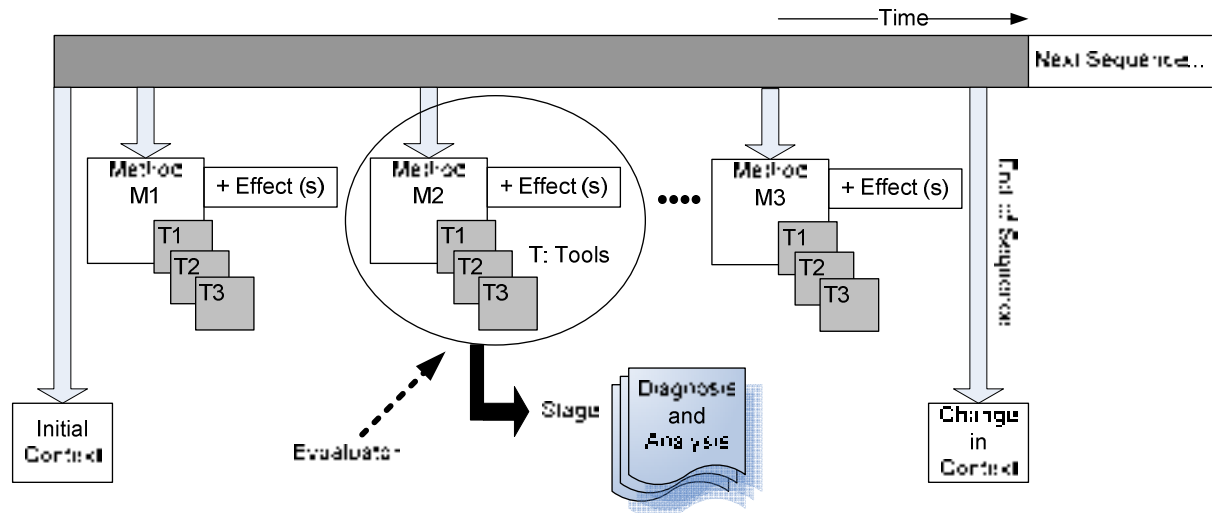 Time
Next Sequence...
Method
M1
+ Effect (s)
T1
T2
T3
Method
M2
+ Effect (s)
T1
T2
T3
T: Tools
Method
M3
+ Effect (s)
T1
T2
T3
End of Sequence
Initial
Context
Evaluator
Stage
Diagnosis
and
Analysis
Change
in
Context